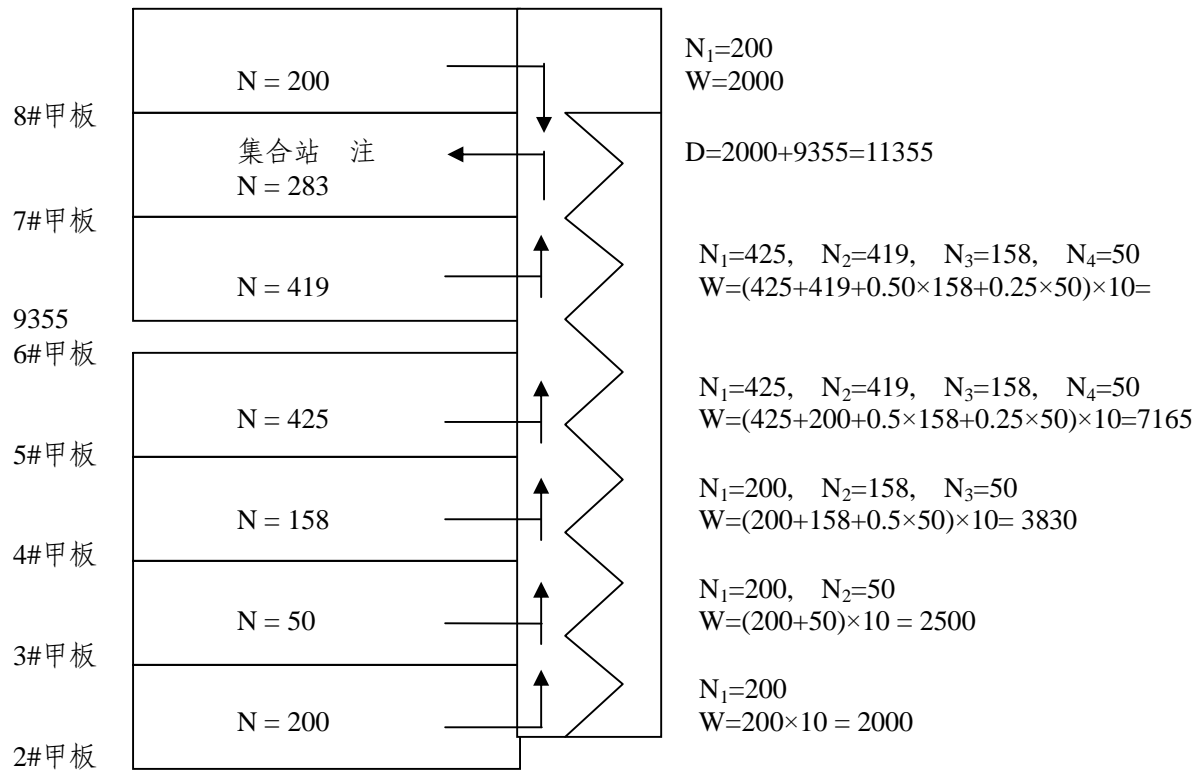 N₁=200
N = 200
W=2000
8#甲板
集合站 注
D=2000+9355=11355
N = 283
7#甲板
N₁=425, N₂=419, N₃=158, N₄=50
N = 419
W=(425+419+0.50×158+0.25×50)×10=
9355
6#甲板
N₁=425, N₂=419, N₃=158, N₄=50
N = 425
W=(425+200+0.5×158+0.25×50)×10=7165
5#甲板
N₁=200, N₂=158, N₃=50
N = 158
W=(200+158+0.5×50)×10= 3830
4#甲板
N₁=200, N₂=50
N = 50
W=(200+50)×10 = 2500
3#甲板
N₁=200
N = 200
W=200×10 = 2000
2#甲板